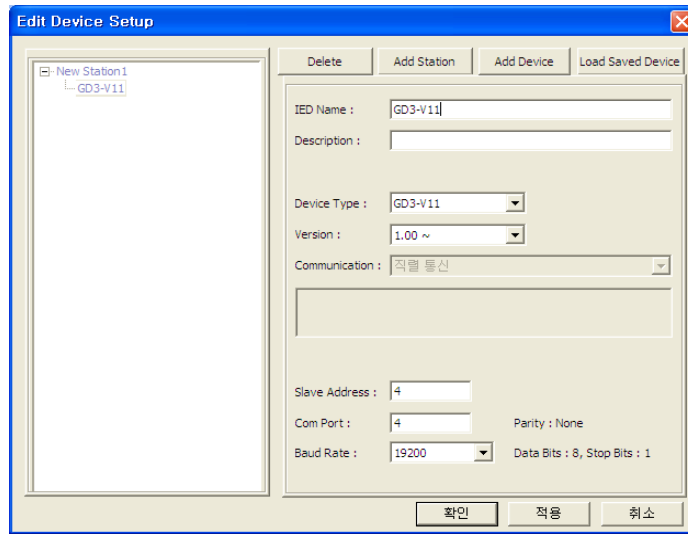 Edit Device Setup
Delete
Add Station
Add Device
Load Saved Device
New Station1
GD3-V11
IED Name : GD3-V11
Description :
Device Type : GD3-V11
Version : 1.00 ~
Communication : 직렬 통신
Slave Address : 4
Com Port : 4 Parity : None
Baud Rate : 19200 Data Bits : 8, Stop Bits : 1
확인
적용
취소